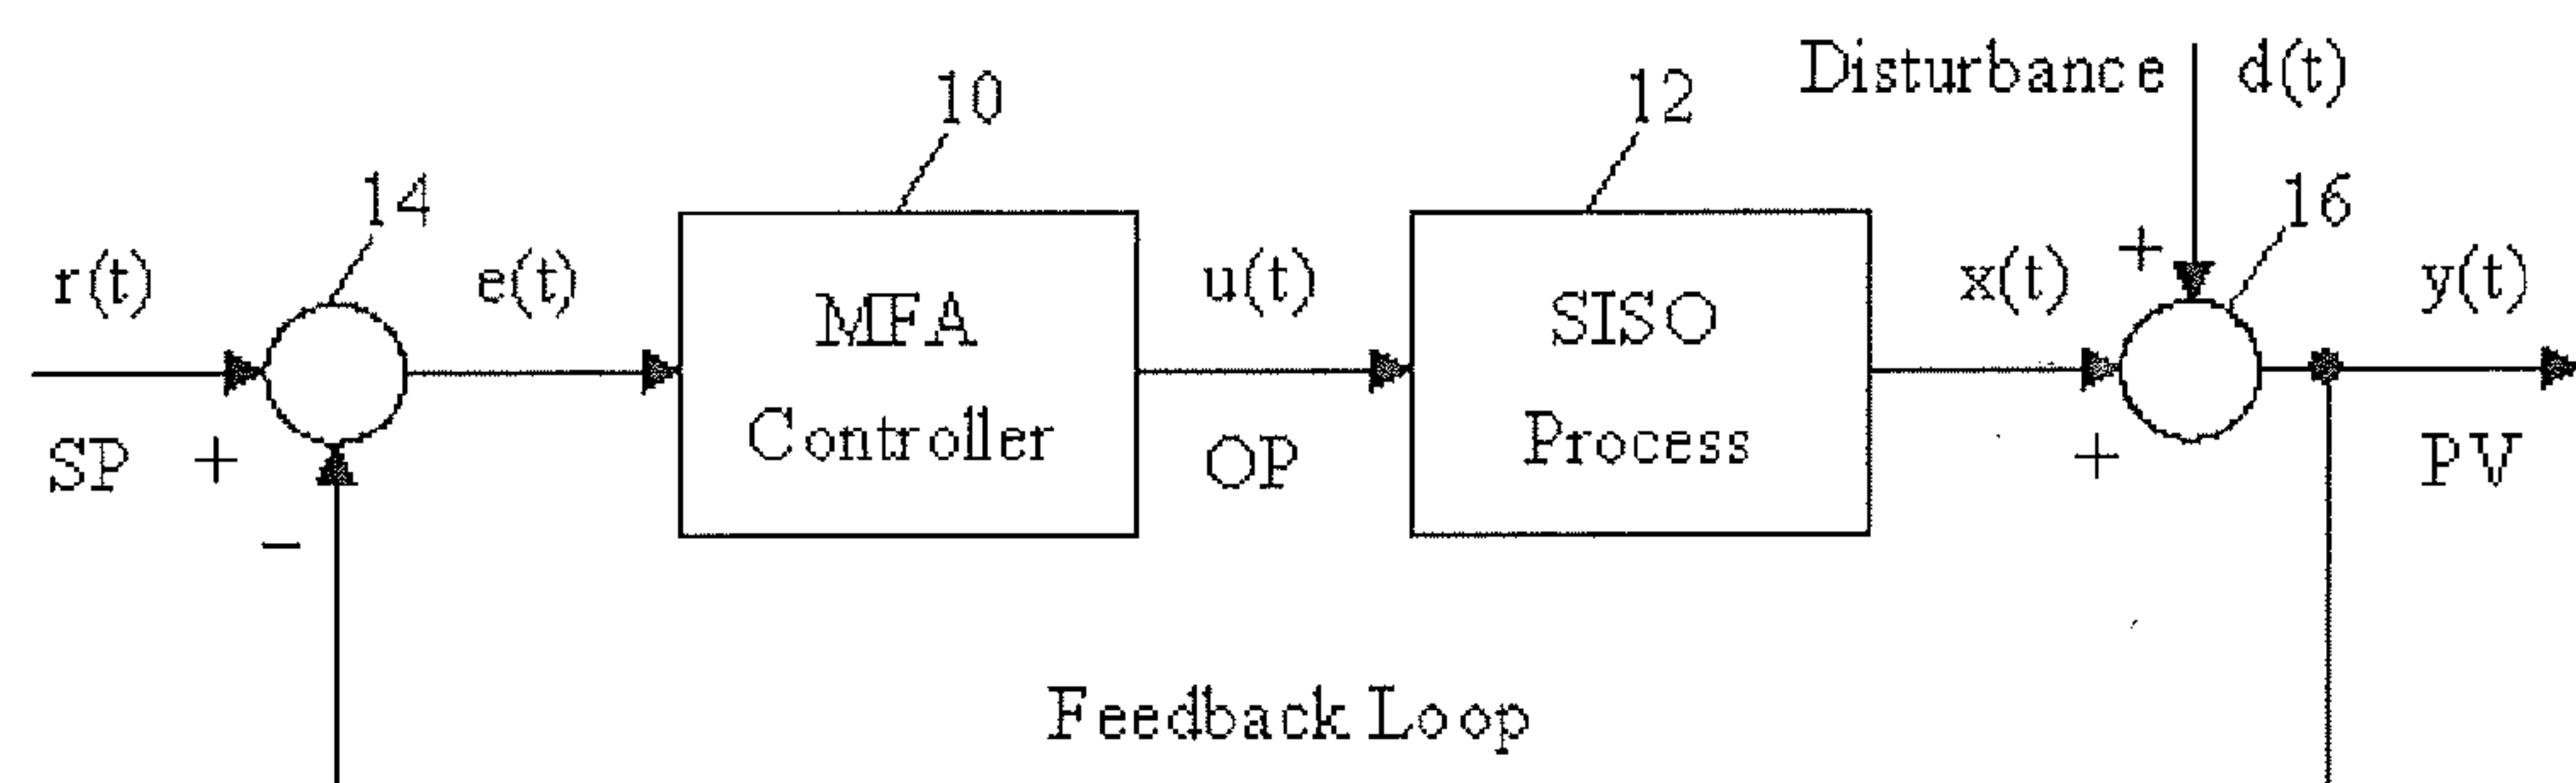 Disturbance d(t)
10
12
14
16
r(t)
e(t)
u(t)
x(t)
+
y(t)
MFA
Controller
SISO
Process
SP +
OP
+
PV
−
Feedback Loop